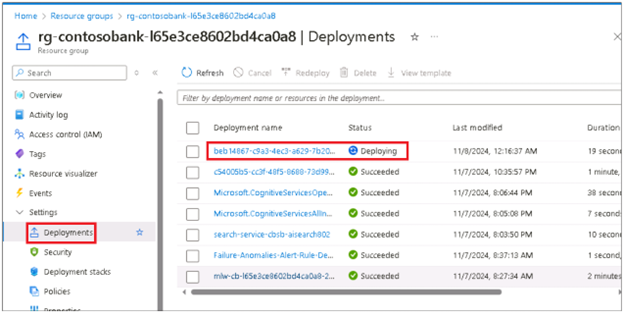 Home > Resource groups > rg-contosobank-l65e3ce8602bd4ca0a8
rg-contosobank-l65e3ce8602bd4ca0a8 | Deployments
Resource group
Search
Refresh Cancel Redeploy Delete View template
Overview
Activity log
Access control (IAM)
Tags
Resource visualizer
Events
Settings
Deployments
Security
Deployment stacks
Policies
Properties
Filter by deployment name or resources in the deployment...
Deployment name Status Last modified Duration
beb14867-c9a3-4ec3-a629-7b20... Deploying 11/8/2024, 12:16:37 AM 19 secon
c54005b5-cc3f-48f5-8688-73d99... Succeeded 11/7/2024, 10:35:57 PM 1 minute,
Microsoft.CognitiveServicesOpe... Succeeded 11/7/2024, 8:06:44 PM 38 secon
Microsoft.CognitiveServicesAllIn... Succeeded 11/7/2024, 8:05:08 PM 7 second
search-service-cbsb-aisearch802 Succeeded 11/7/2024, 8:03:50 PM 10 secon
Failure-Anomalies-Alert-Rule-De... Succeeded 11/7/2024, 8:37:13 AM 1 second,
mlw-cb-l65e3ce8602bd4ca0a8-2... Succeeded 11/7/2024, 8:27:34 AM 2 minutes